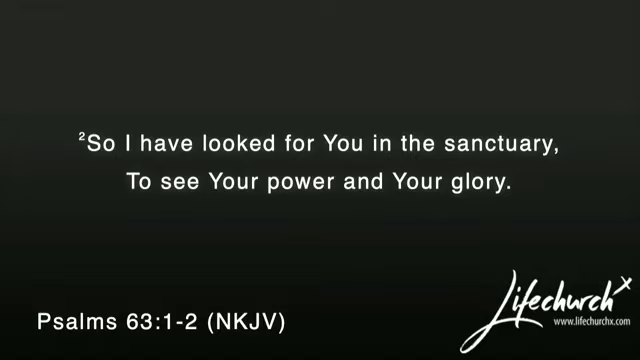 ²So I have looked for You in the sanctuary,
To see Your power and Your glory.
Psalms 63:1-2 (NKJV)
Lifechurch x
www.lifechurchx.com